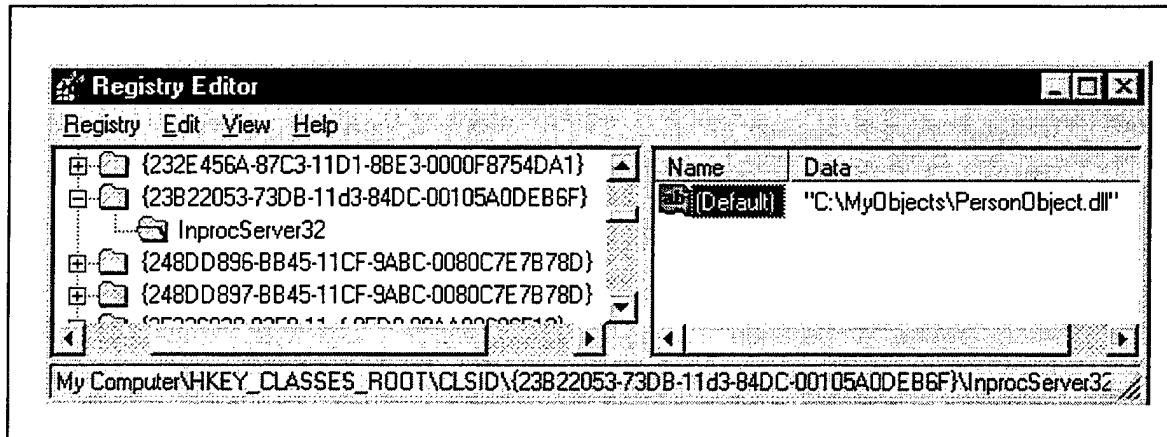 Registry Editor
Registry Edit View Help
{232E456A-87C3-11D1-8BE3-0000F8754DA1}
{23B22053-73DB-11d3-84DC-00105A0DEB6F}
InprocServer32
{248DD896-BB45-11CF-9ABC-0080C7E7B78D}
{248DD897-BB45-11CF-9ABC-0080C7E7B78D}
Name Data
ab (Default) "C:\MyObjects\PersonObject.dll"
My Computer\HKEY_CLASSES_ROOT\CLSID\{23B22053-73DB-11d3-84DC-00105A0DEB6F}\InprocServer32